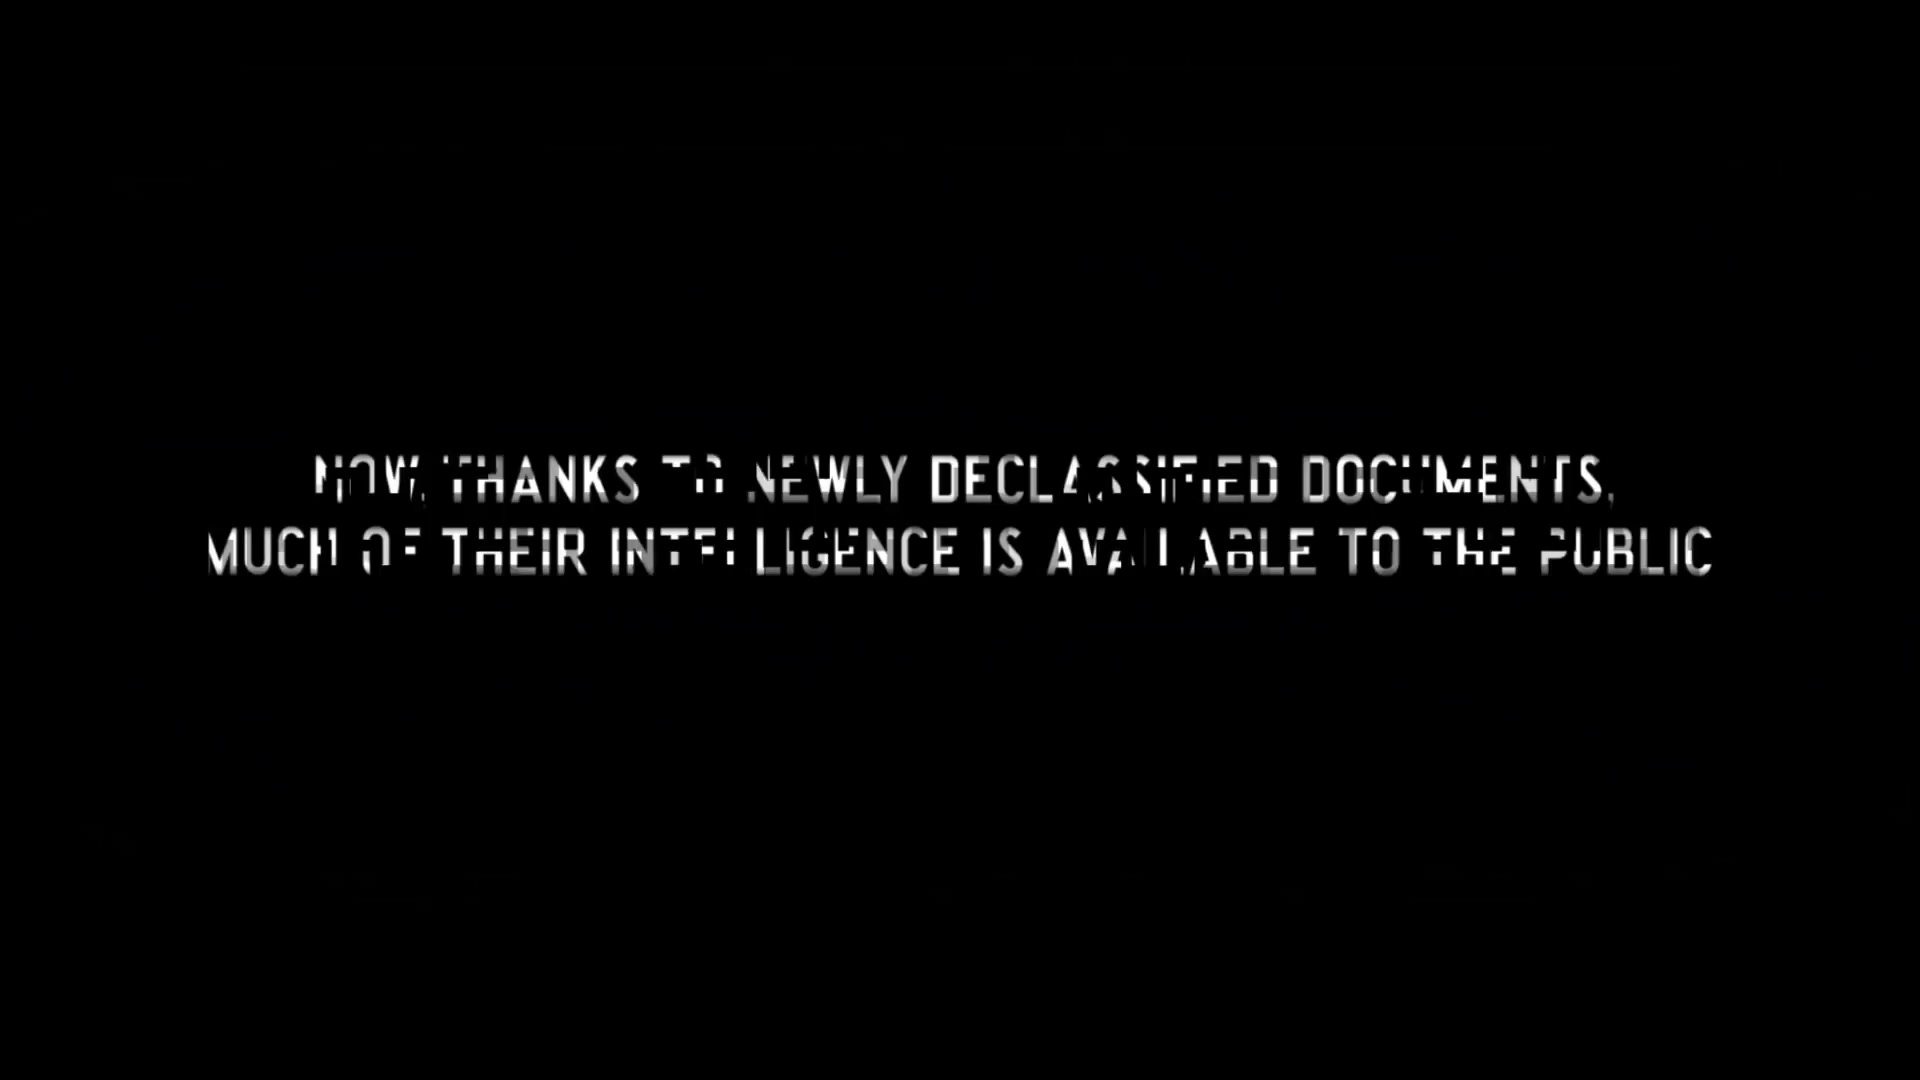 NOW, THANKS TO NEWLY DECLASSIFIED DOCUMENTS,
MUCH OF THEIR INTELLIGENCE IS AVAILABLE TO THE PUBLIC